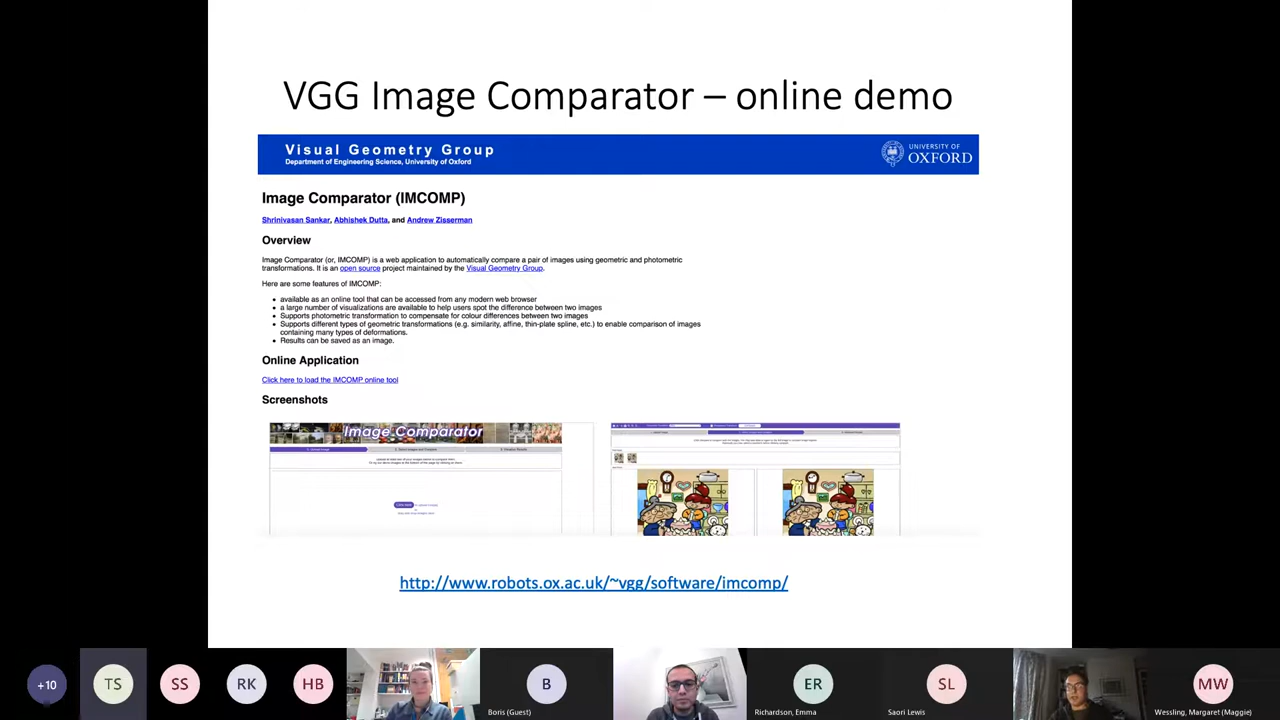 VGG Image Comparator – online demo
Visual Geometry Group
Department of Engineering Science, University of Oxford
UNIVERSITY OF
OXFORD
Image Comparator (IMCOMP)
Shrinivasan Sankar, Abhishek Dutta, and Andrew Zisserman
Overview
Image Comparator (or, IMCOMP) is a web application to automatically compare a pair of images using geometric and photometric
transformations. It is an open source project maintained by the Visual Geometry Group.
Here are some features of IMCOMP:
available as an online tool that can be accessed from any modern web browser
a large number of visualizations are available to help users spot the difference between two images
Supports photometric transformation to compensate for colour differences between two images
Supports different types of geometric transformations (e.g. similarity, affine, thin-plate spline, etc.) to enable comparison of images
containing many types of deformations.
Results can be saved as an image.
Online Application
Click here to load the IMCOMP online tool
Screenshots
Image Comparator
http://www.robots.ox.ac.uk/~vgg/software/imcomp/
+10
TS
SS
RK
HB
B
Boris (Guest)
ER
Richardson, Emma
SL
Saori Lewis
MW
Wessling, Margaret (Maggie)